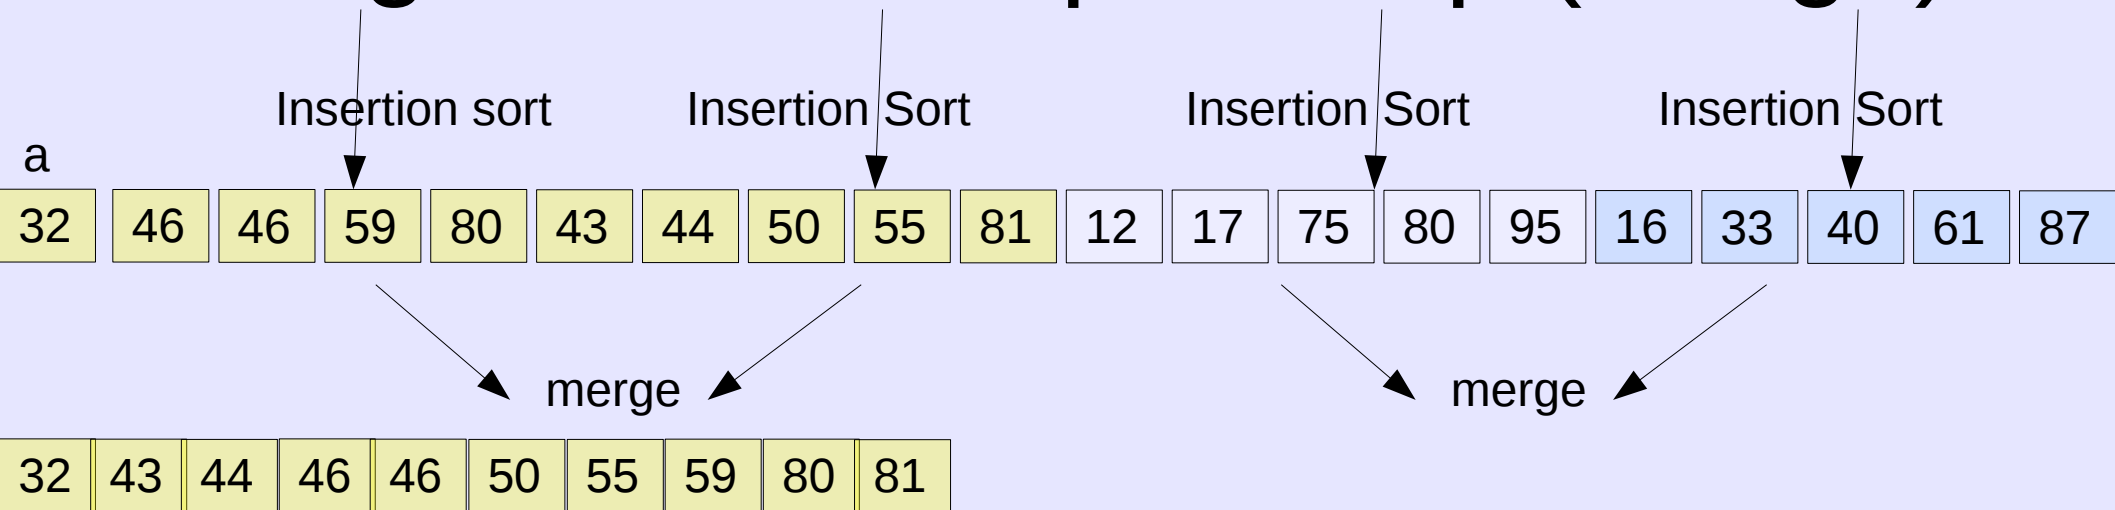 Insertion sort Insertion Sort Insertion Sort Insertion Sort
a
32 46 46 59 80 43 44 50 55 81 12 17 75 80 95 16 33 40 61 87
merge merge
32 43 44 46 46 50 55 59 80 81